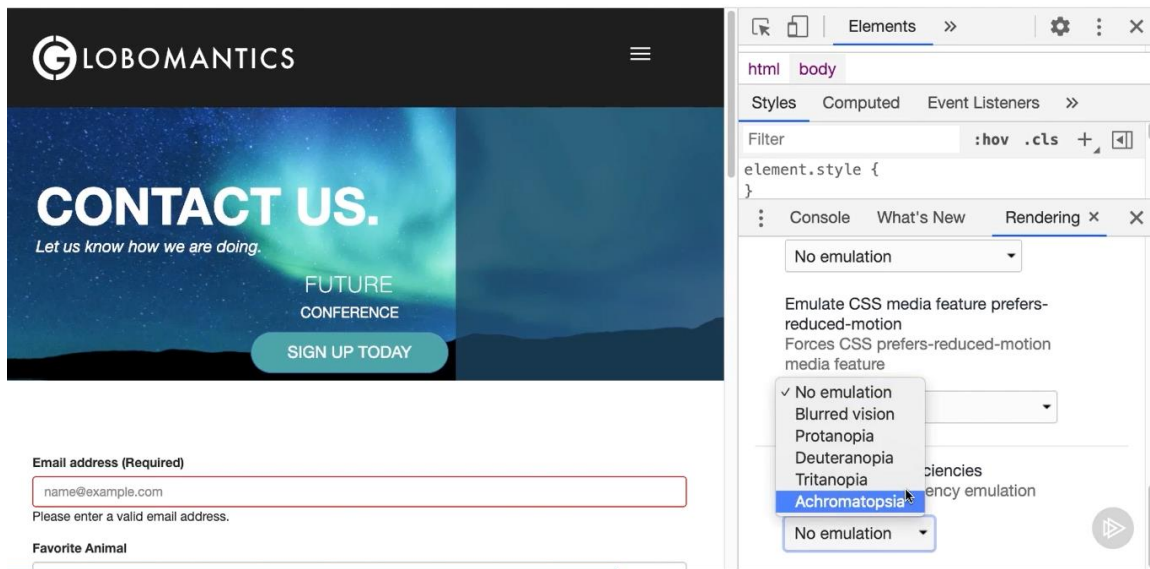 GLOBOMANTICS
CONTACT US.
Let us know how we are doing.
FUTURE
CONFERENCE
SIGN UP TODAY
Email address (Required)
name@example.com
Please enter a valid email address.
Favorite Animal
Elements »
html body
Styles Computed Event Listeners »
Filter :hov .cls +
element.style {
}
Console What's New Rendering ×
No emulation
Emulate CSS media feature prefers-
reduced-motion
Forces CSS prefers-reduced-motion
media feature
✓ No emulation
Blurred vision
Protanopia
Deuteranopia
Tritanopia
Achromatopsia
ciencies
ency emulation
No emulation